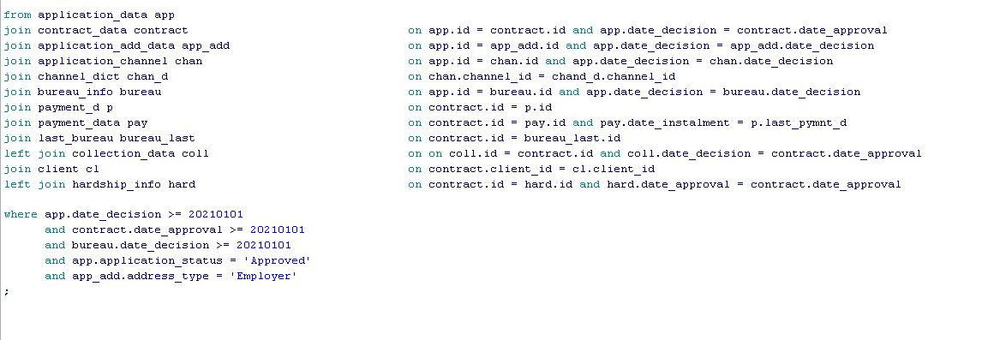 from application_data app
join contract_data contract on app.id = contract.id and app.date_decision = contract.date_approval
join application_add_data app_add on app.id = app_add.id and app.date_decision = app_add.date_decision
join application_channel chan on app.id = chan.id and app.date_decision = chan.date_decision
join channel_dict chan_d on chan.channel_id = chand_d.channel_id
join bureau_info bureau on app.id = bureau.id and app.date_decision = bureau.date_decision
join payment_d p on contract.id = p.id
join payment_data pay on contract.id = pay.id and pay.date_instalment = p.last_pymnt_d
join last_bureau bureau_last on contract.id = bureau_last.id
left join collection_data coll on on coll.id = contract.id and coll.date_decision = contract.date_approval
join client cl on contract.client_id = cl.client_id
left join hardship_info hard on contract.id = hard.id and hard.date_approval = contract.date_approval
where app.date_decision >= 20210101
and contract.date_approval >= 20210101
and bureau.date_decision >= 20210101
and app.application_status = 'Approved'
and app_add.address_type = 'Employer'
;